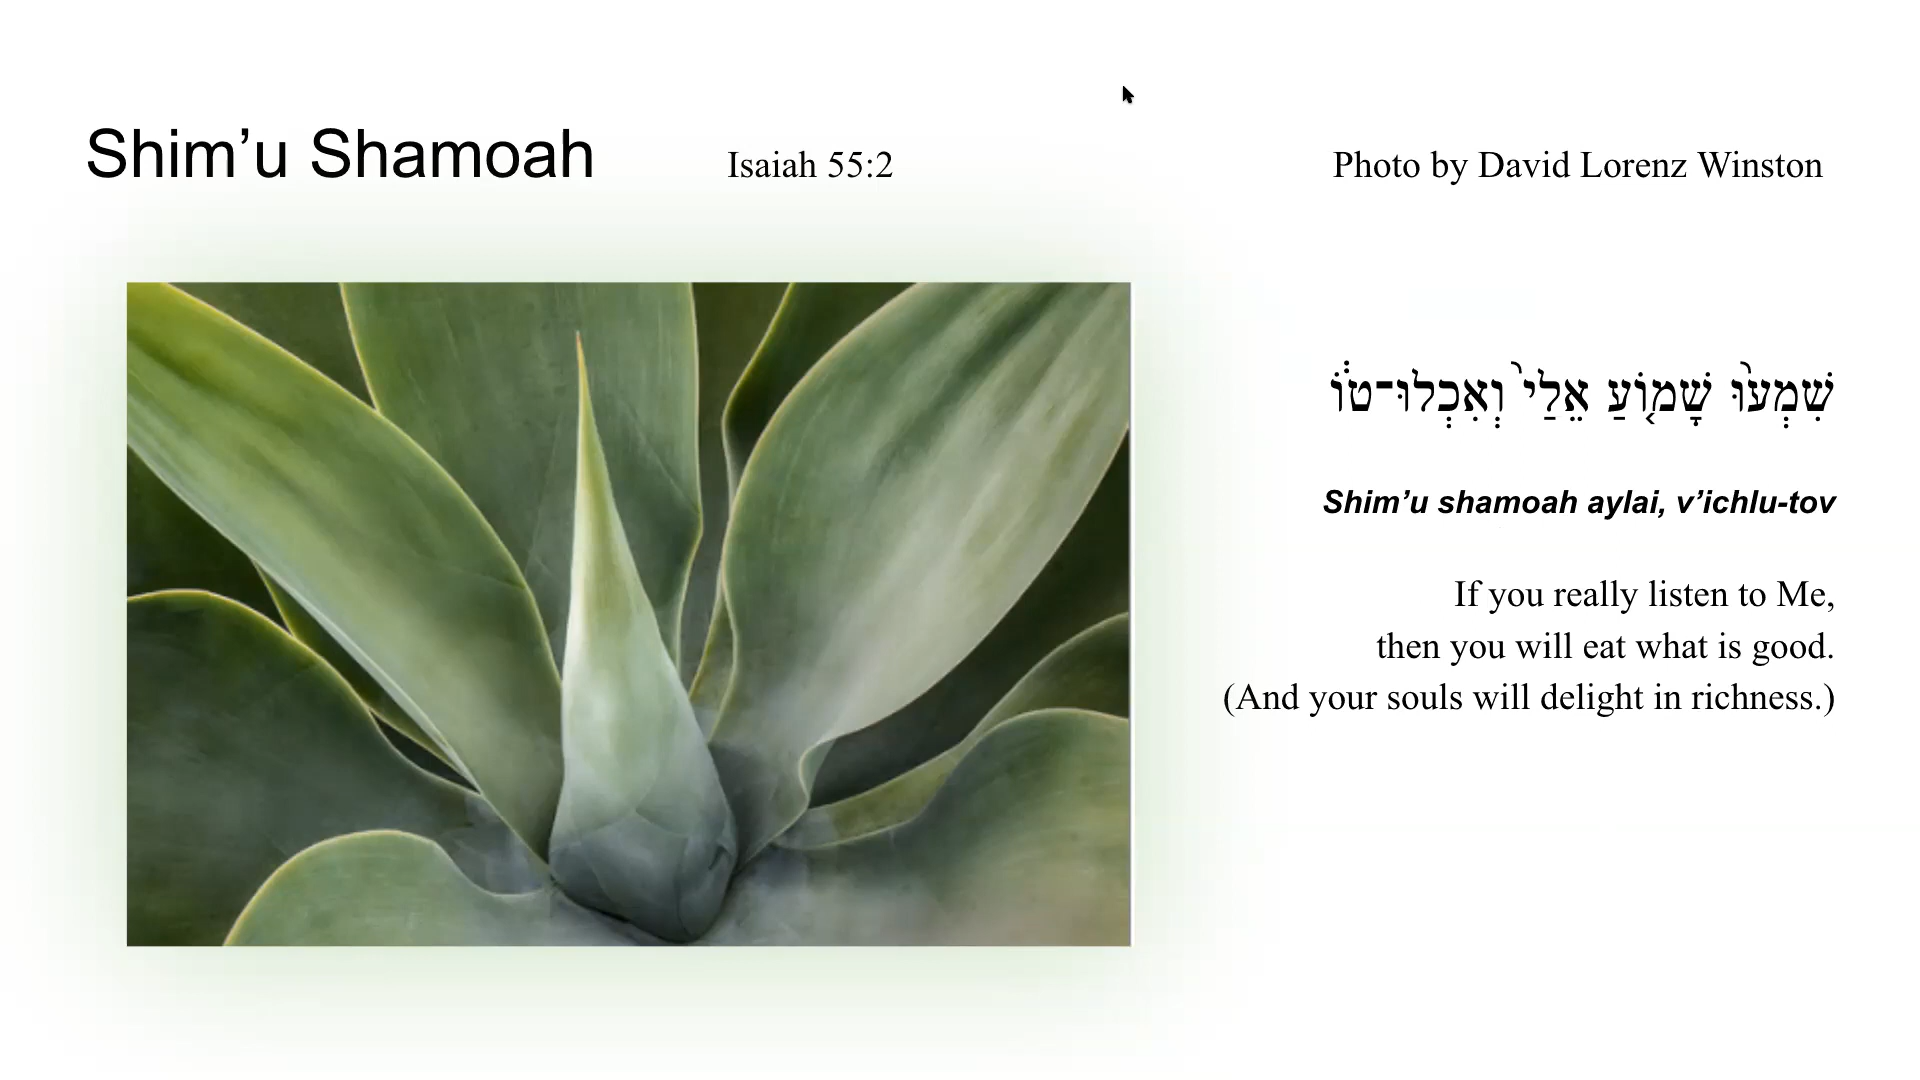 Shim’u Shamoah
Isaiah 55:2
Photo by David Lorenz Winston
שִׁמְע֨וּ שָׁמ֤וֹעַ אֵלַי֙ וְאִכְלוּ־ט֔וֹ
Shim’u shamoah aylai, v’ichlu-tov
If you really listen to Me,
then you will eat what is good.
(And your souls will delight in richness.)